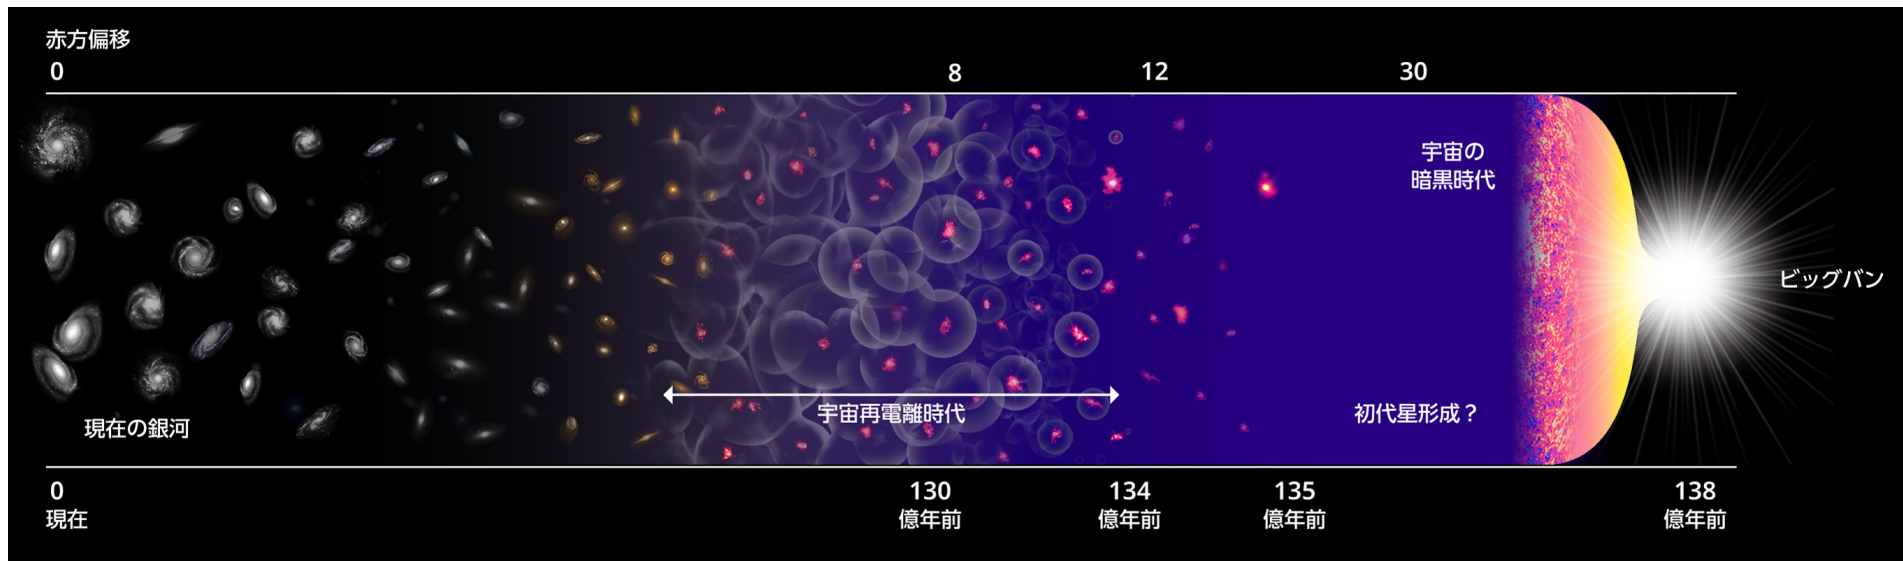 赤方偏移
0
8
12
30
宇宙の
暗黒時代
ビッグバン
宇宙再電離時代
初代星形成？
現在の銀河
0
現在
130
億年前
134
億年前
135
億年前
138
億年前